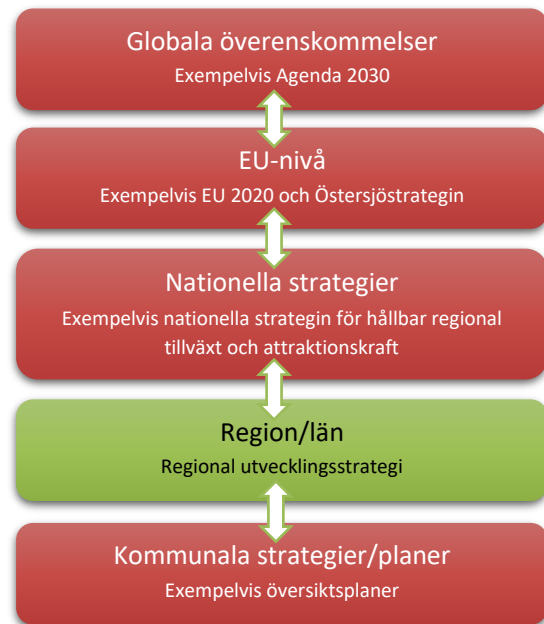 Globala överenskommelser
Exempelvis Agenda 2030
EU-nivå
Exempelvis EU 2020 och Östersjöstrategin
Nationella strategier
Exempelvis nationella strategin för hållbar regional
tillväxt och attraktionskraft
Region/län
Regional utvecklingsstrategi
Kommunala strategier/planer
Exempelvis översiktsplaner